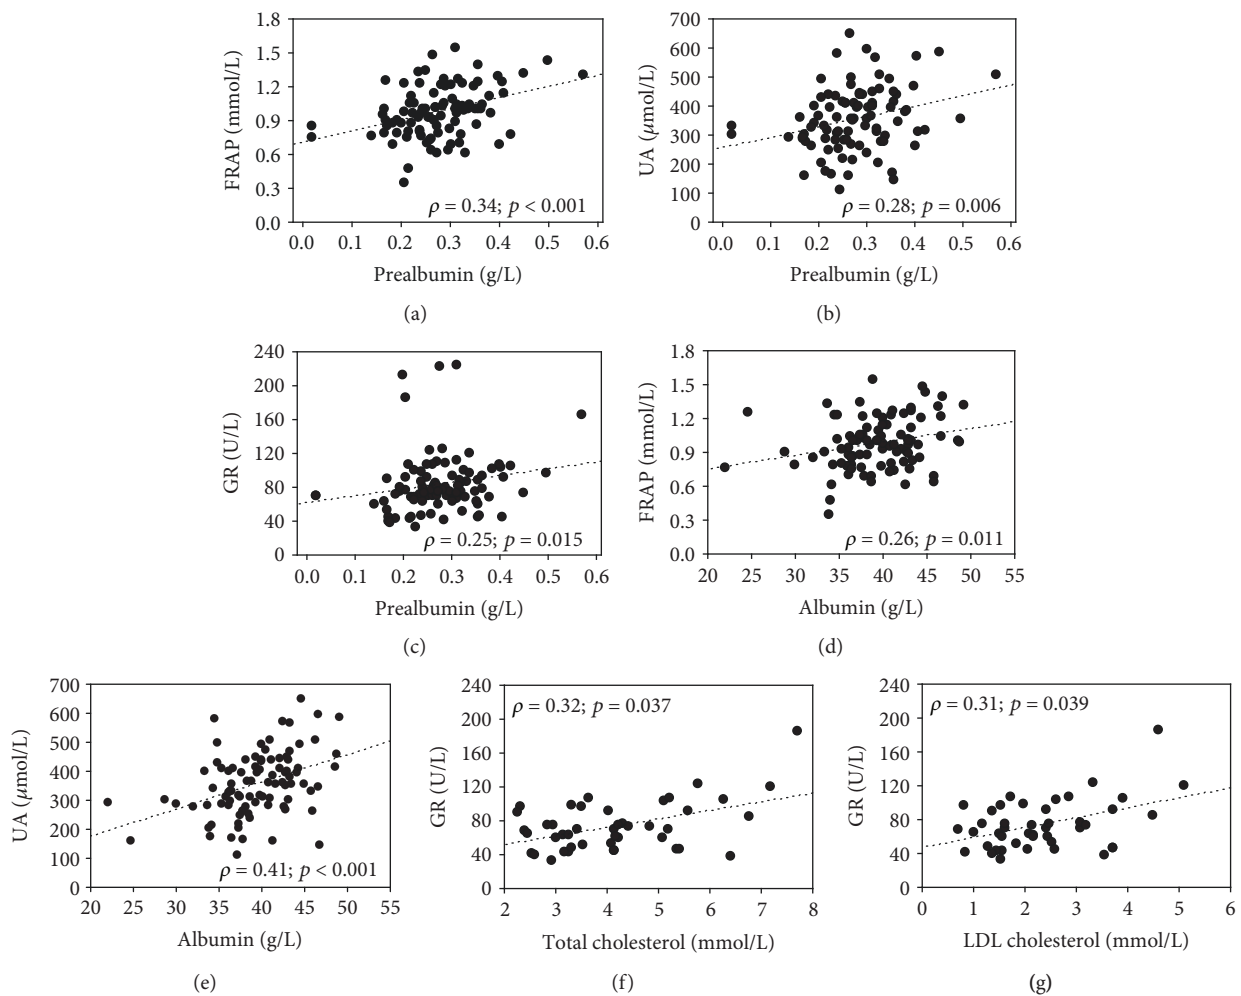 1.8
1.5
1.2
0.9
0.6
0.3
0.0
FRAP (mmol/L)
ρ = 0.34; p < 0.001
0.0 0.1 0.2 0.3 0.4 0.5 0.6
Prealbumin (g/L)
(a)
700
600
500
400
300
200
100
0
UA (μmol/L)
ρ = 0.28; p = 0.006
0.0 0.1 0.2 0.3 0.4 0.5 0.6
Prealbumin (g/L)
(b)
240
200
160
120
80
40
0
GR (U/L)
ρ = 0.25; p = 0.015
0.0 0.1 0.2 0.3 0.4 0.5 0.6
Prealbumin (g/L)
(c)
1.8
1.5
1.2
0.9
0.6
0.3
0.0
FRAP (mmol/L)
ρ = 0.26; p = 0.011
20 25 30 35 40 45 50 55
Albumin (g/L)
(d)
700
600
500
400
300
200
100
0
UA (μmol/L)
ρ = 0.41; p < 0.001
20 22 30 35 40 45 50 55
Albumin (g/L)
(e)
240
200
160
120
80
40
0
GR (U/L)
ρ = 0.32; p = 0.037
2 3 4 5 6 7 8
Total cholesterol (mmol/L)
(f)
240
200
160
120
80
40
0
GR (U/L)
ρ = 0.31; p = 0.039
0 1 2 3 4 5 6
LDL cholesterol (mmol/L)
(g)